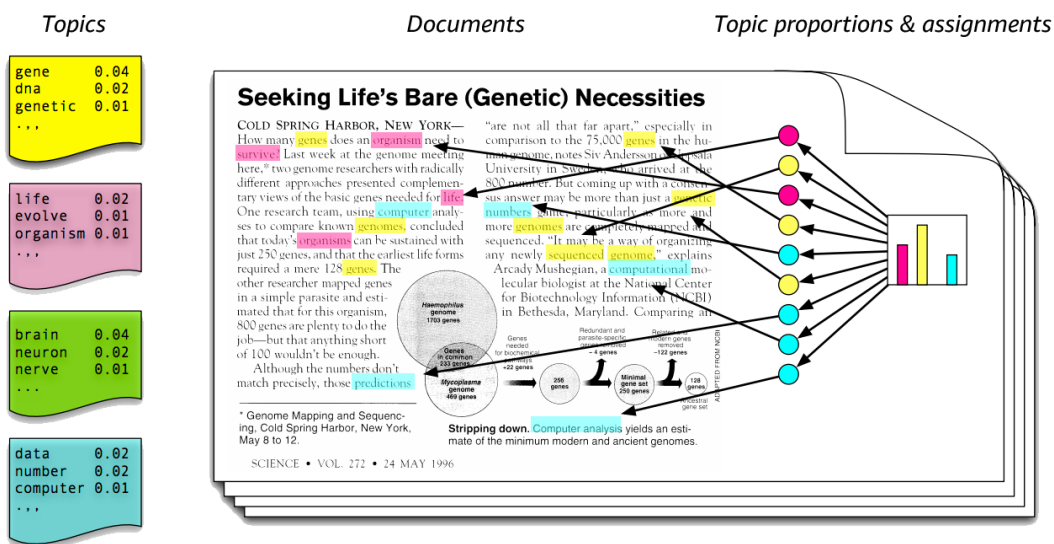 Topics
Documents
Topic proportions & assignments
gene 0.04
dna 0.02
genetic 0.01
.,,
life 0.02
evolve 0.01
organism 0.01
.,,
brain 0.04
neuron 0.02
nerve 0.01
...
data 0.02
number 0.02
computer 0.01
.,,
Seeking Life's Bare (Genetic) Necessities
COLD SPRING HARBOR, NEW YORK—
How many genes does an organism need to
survive? Last week at the genome meeting
here,* two genome researchers with radically
different approaches presented complemen-
tary views of the basic genes needed for life.
One research team, using computer analy-
ses to compare known genomes, concluded
that today's organisms can be sustained with
just 250 genes, and that the earliest life forms
required a mere 128 genes. The
other researcher mapped genes
in a simple parasite and esti-
mated that for this organism,
800 genes are plenty to do the
job—but that anything short
of 100 wouldn't be enough.
Although the numbers don't
match precisely, those predictions
* Genome Mapping and Sequenc-
ing, Cold Spring Harbor, New York,
May 8 to 12.
"are not all that far apart," especially in
comparison to the 75,000 genes in the hu-
man genome, notes Siv Andersson of Uppsala
University in Sweden, who arrived at the
800 number. But coming up with a consen-
sus answer may be more than just a genetic
numbers game, particularly as more and
more genomes are completely mapped and
sequenced. "It may be a way of organizing
any newly sequenced genome," explains
Arcady Mushegian, a computational mo-
lecular biologist at the National Center
for Biotechnology Information (NCBI)
in Bethesda, Maryland. Comparing an
Haemophilus
genome
1703 genes
Genes
in common
233 genes
Mycoplasma
genome
469 genes
Genes
needed
for biochemical
pathways
+22 genes
256
genes
Redundant and
parasite-specific
genes removed
– 4 genes
Minimal
gene set
250 genes
Related and
modern genes
removed
–122 genes
128
genes
Ancestral
gene set
ADAPTED FROM NCBI
Stripping down. Computer analysis yields an esti-
mate of the minimum modern and ancient genomes.
SCIENCE • VOL. 272 • 24 MAY 1996